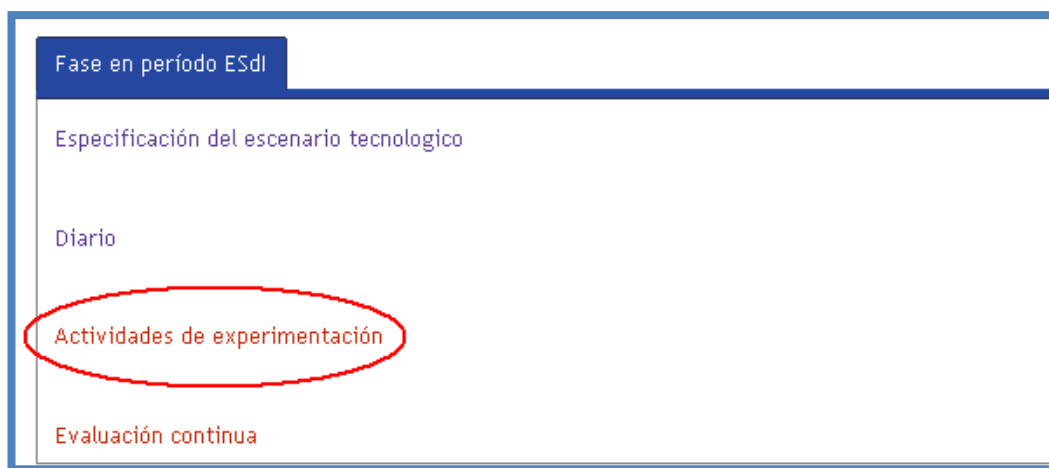 Fase en período ESdI
Especificación del escenario tecnologico
Diario
Actividades de experimentación
Evaluación continua